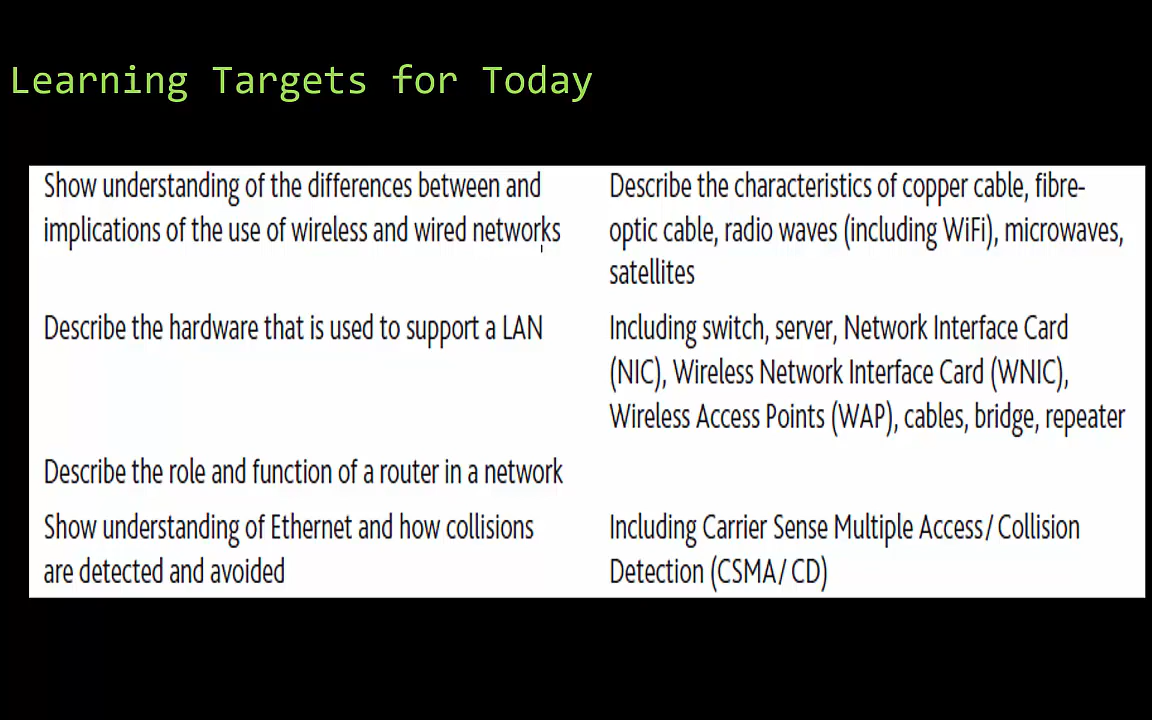 Learning Targets for Today
Show understanding of the differences between and
implications of the use of wireless and wired networks
Describe the characteristics of copper cable, fibre-
optic cable, radio waves (including WiFi), microwaves,
satellites
Describe the hardware that is used to support a LAN
Including switch, server, Network Interface Card
(NIC), Wireless Network Interface Card (WNIC),
Wireless Access Points (WAP), cables, bridge, repeater
Describe the role and function of a router in a network
Show understanding of Ethernet and how collisions
are detected and avoided
Including Carrier Sense Multiple Access/ Collision
Detection (CSMA/ CD)